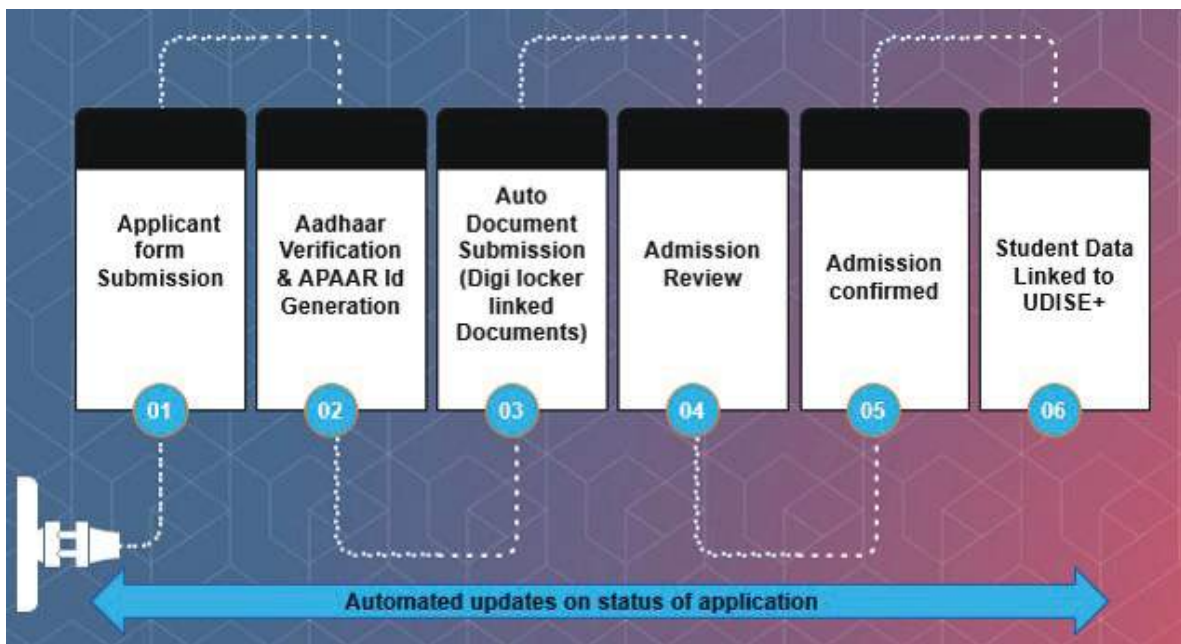 Applicant
form
Submission
01
Aadhaar
Verification
& APAAR Id
Generation
02
Auto
Document
Submission
(Digi locker
linked
Documents)
03
Admission
Review
04
Admission
confirmed
05
Student Data
Linked to
UDISE+
06
Automated updates on status of application